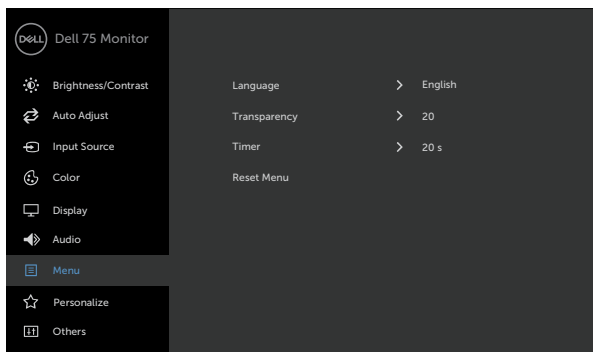 DELL Dell 75 Monitor
Brightness/Contrast
Auto Adjust
Input Source
Color
Display
Audio
Menu
Personalize
Others
Language > English
Transparency > 20
Timer > 20 s
Reset Menu